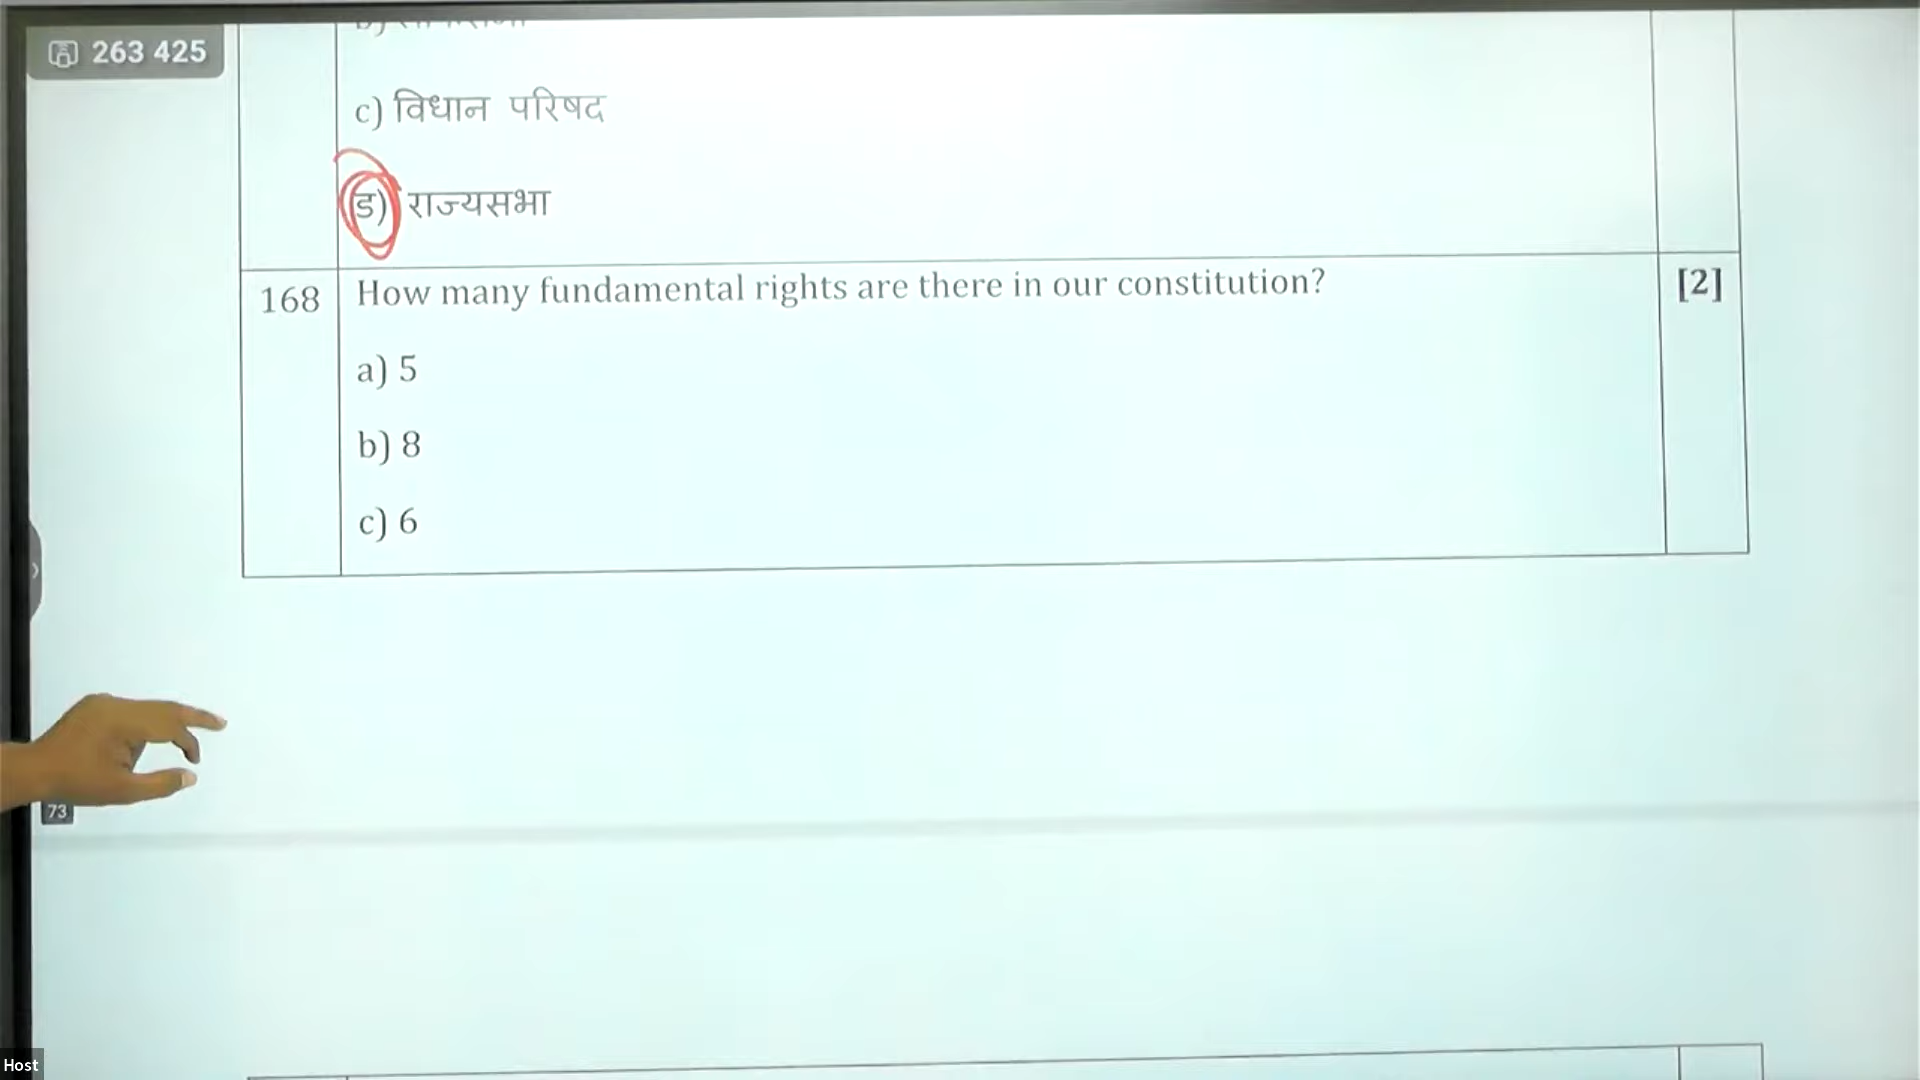 263 425
c) विधान परिषद
ड) राज्यसभा
168 How many fundamental rights are there in our constitution? [2]
a) 5
b) 8
c) 6
73
Host